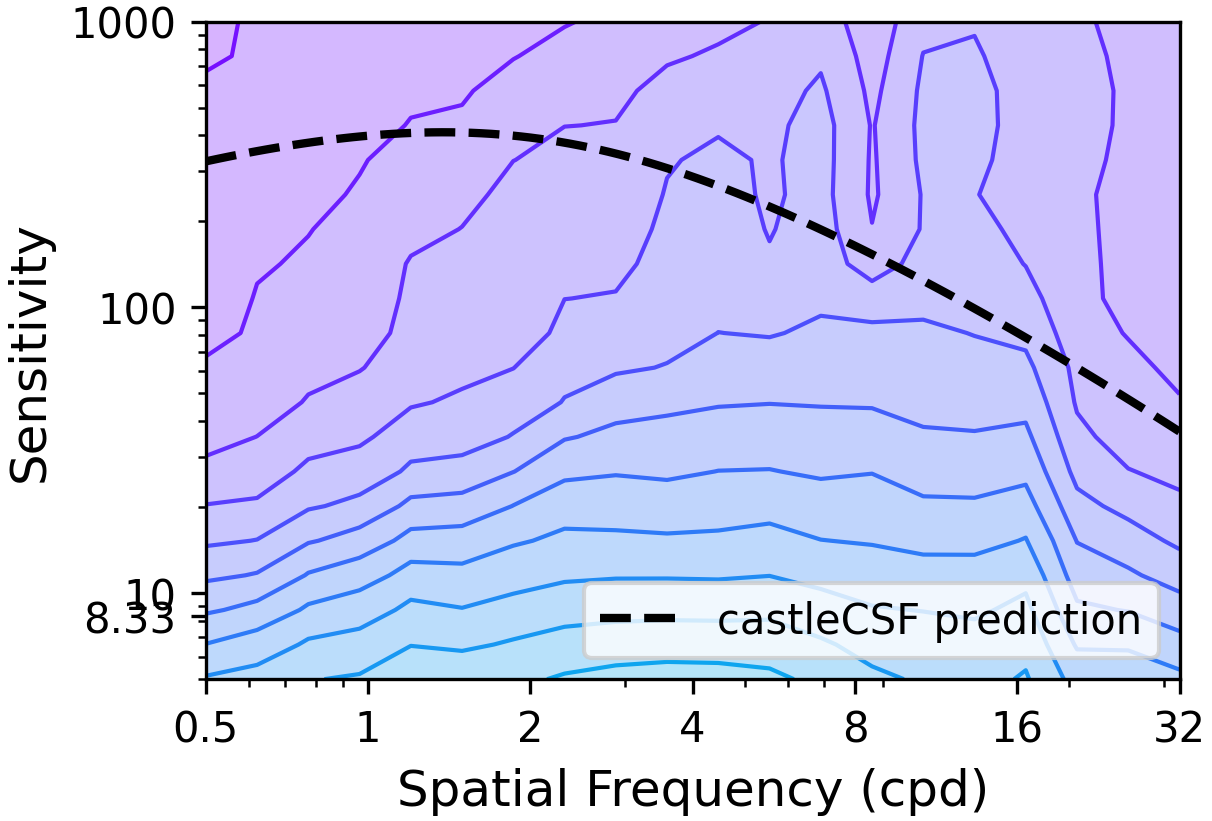 1000
100
10
8.33
Sensitivity
castleCSF prediction
0.5 1 2 4 8 16 32
Spatial Frequency (cpd)